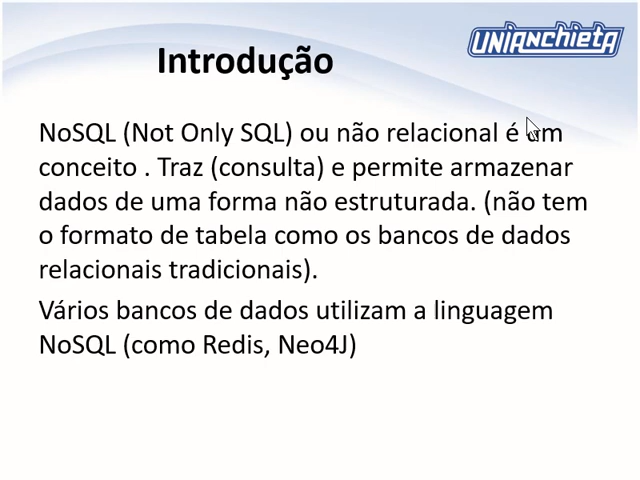 UNIANCHIETA
Introdução
NoSQL (Not Only SQL) ou não relacional é um
conceito . Traz (consulta) e permite armazenar
dados de uma forma não estruturada. (não tem
o formato de tabela como os bancos de dados
relacionais tradicionais).
Vários bancos de dados utilizam a linguagem
NoSQL (como Redis, Neo4J)